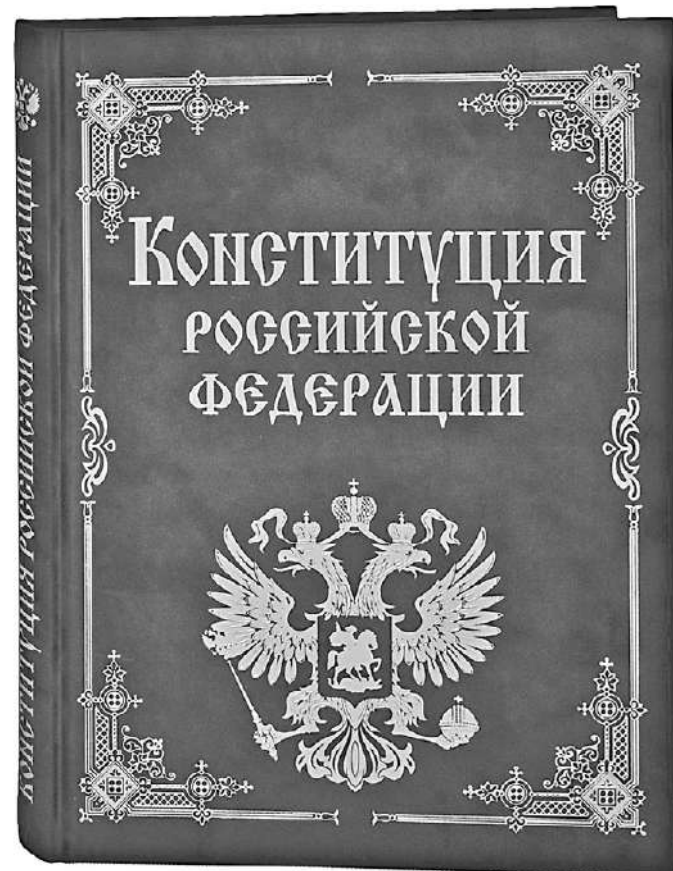 Конституция
российской
федерации
конституция российской федерации